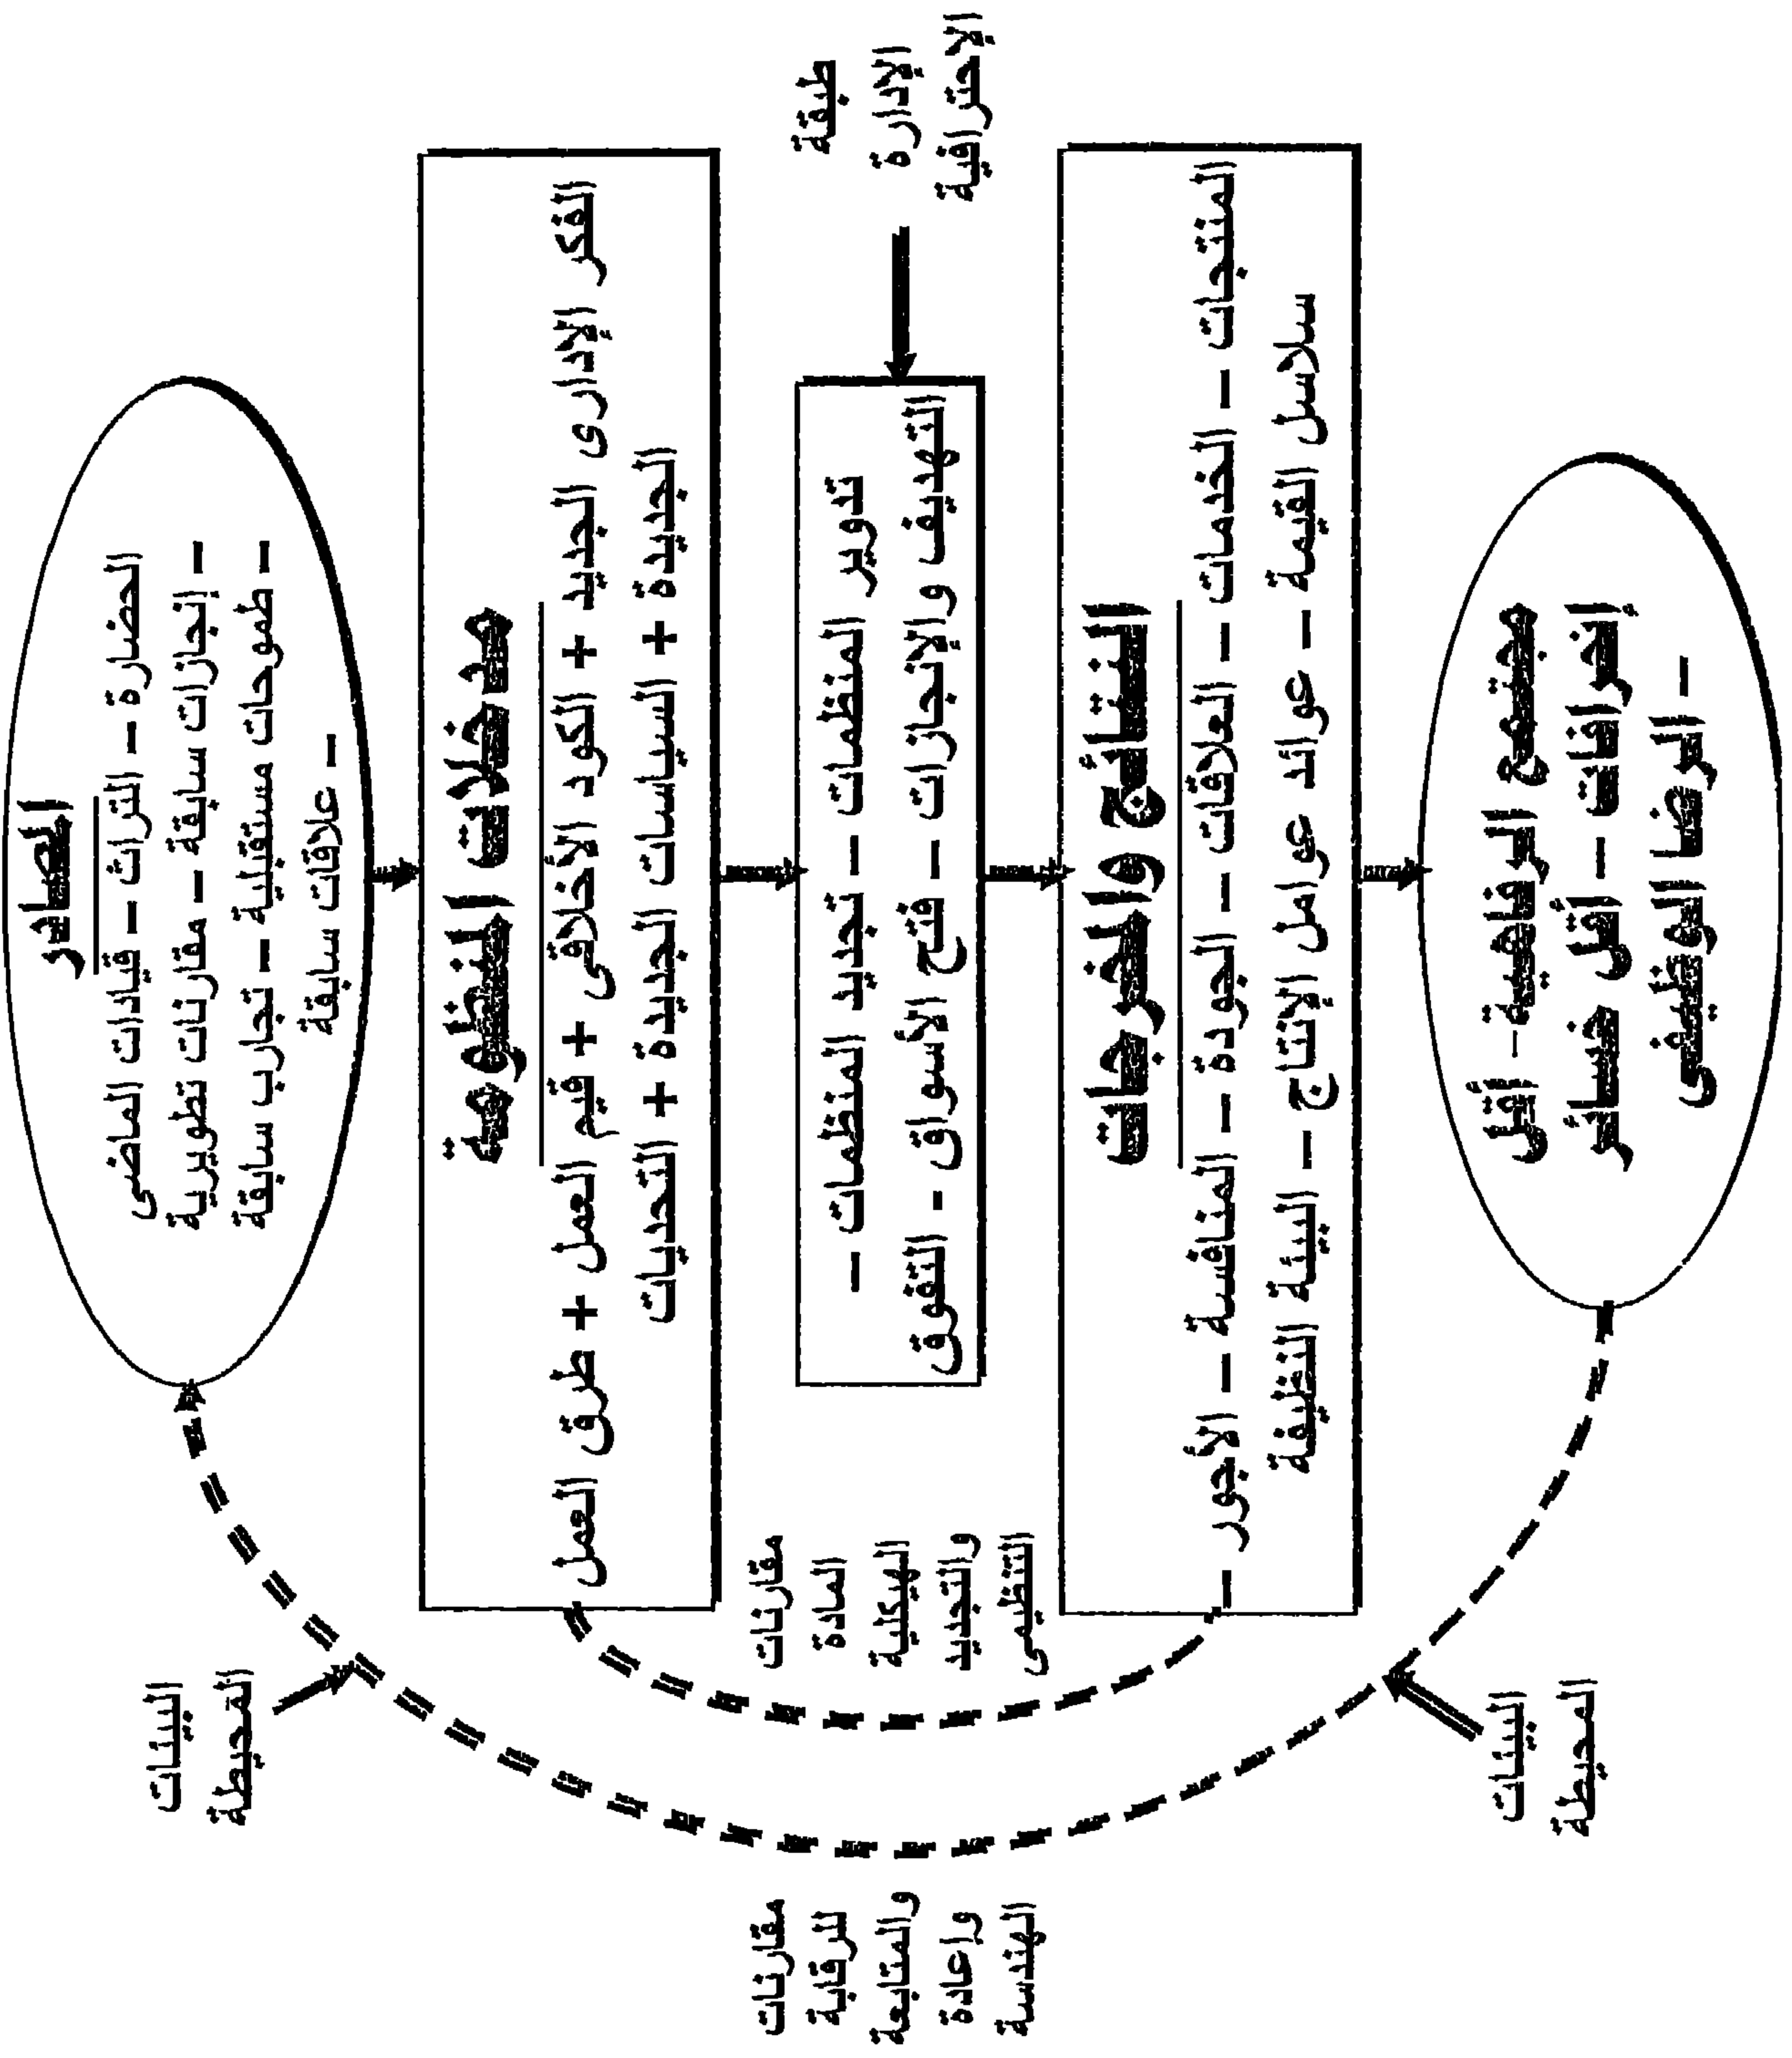 المصادر
الحضارة – التراث – قيادات الماضى
– إنجازات سابقة – مقارنات تطويرية
– طموحات مستقبلية – تجارب سابقة
– علاقات سابقة
مدخلات المنظومة
الفكر الإدارى الجديد + الكود الأخلاقى + قيم العمل + طرق العمل
الجديدة + السياسات الجديدة + التحديات
طبقة
الإدارة
الإحترافية
تدوير المنظمات – تجديد المنظمات –
التهديف والإنجازات – فتح الأسواق - التفوق
النتائج والمخرجات
المنتجات – الخدمات – العلاقات – الجودة – المنافسة – الأجور –
سلاسل القيمة – عوائد عوامل الإنتاج – البيئة النظيفة
مجتمع الرفاهية – أقل
إنحرافات – أقل خسائر
– الرضا الوظيفى
مقارنات
المادة
الهيكلية
والتجديد
التنظيمى
البيئات
المحيطة
البيئات
المحيطة
مقارنات
للرقابة
والمتابعة
وإعادة
الهندسة